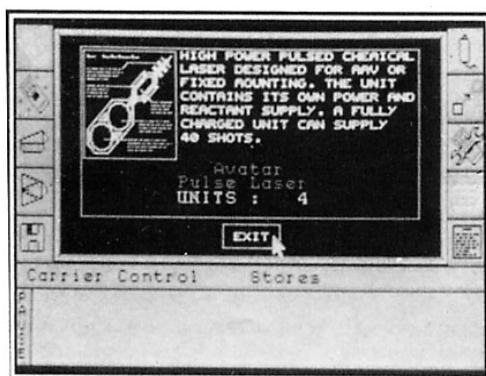 HIGH POWER PULSED CHEMICAL
LASER DESIGNED FOR AAV OR
FIXED MOUNTING. THE UNIT
CONTAINS ITS OWN POWER AND
REACTANT SUPPLY. A FULLY
CHARGED UNIT CAN SUPPLY
40 SHOTS.
Avatar
Pulse Laser
UNITS : 4
EXIT
Carrier Control Stores